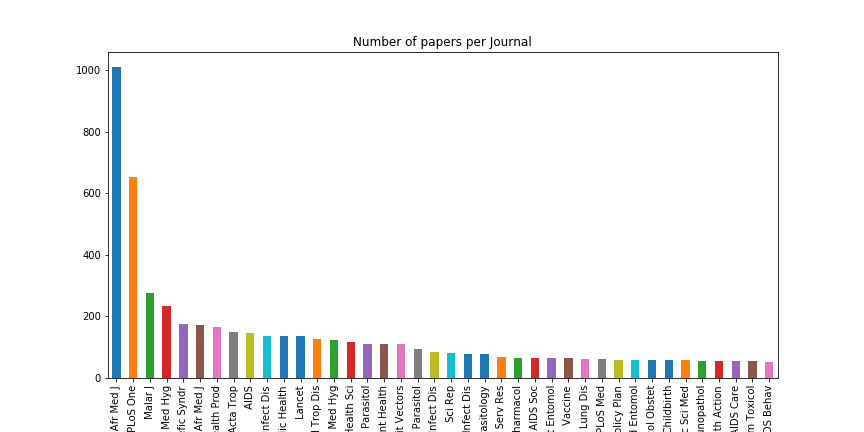 Number of papers per Journal
1000
800
600
400
200
0
Afr Med J
PLoS One
Malar J
Med Hyg
fic Syndr
Afr Med J
alth Prod
Acta Trop
AIDS
nfect Dis
ic Health
Lancet
l Trop Dis
Med Hyg
Health Sci
Parasitol
nt Health
it Vectors
Parasitol
nfect Dis
Sci Rep
Infect Dis
asitology
Serv Res
harmacol
AIDS Soc
Entomol
Vaccine
Lung Dis
PLoS Med
olicy Plan
d Entomol
ol Obstet
Childbirth
c Sci Med
unopathol
th Action
AIDS Care
m Toxicol
DS Behav